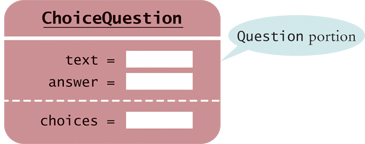 ChoiceQuestion
Question portion
text =
answer =
choices =